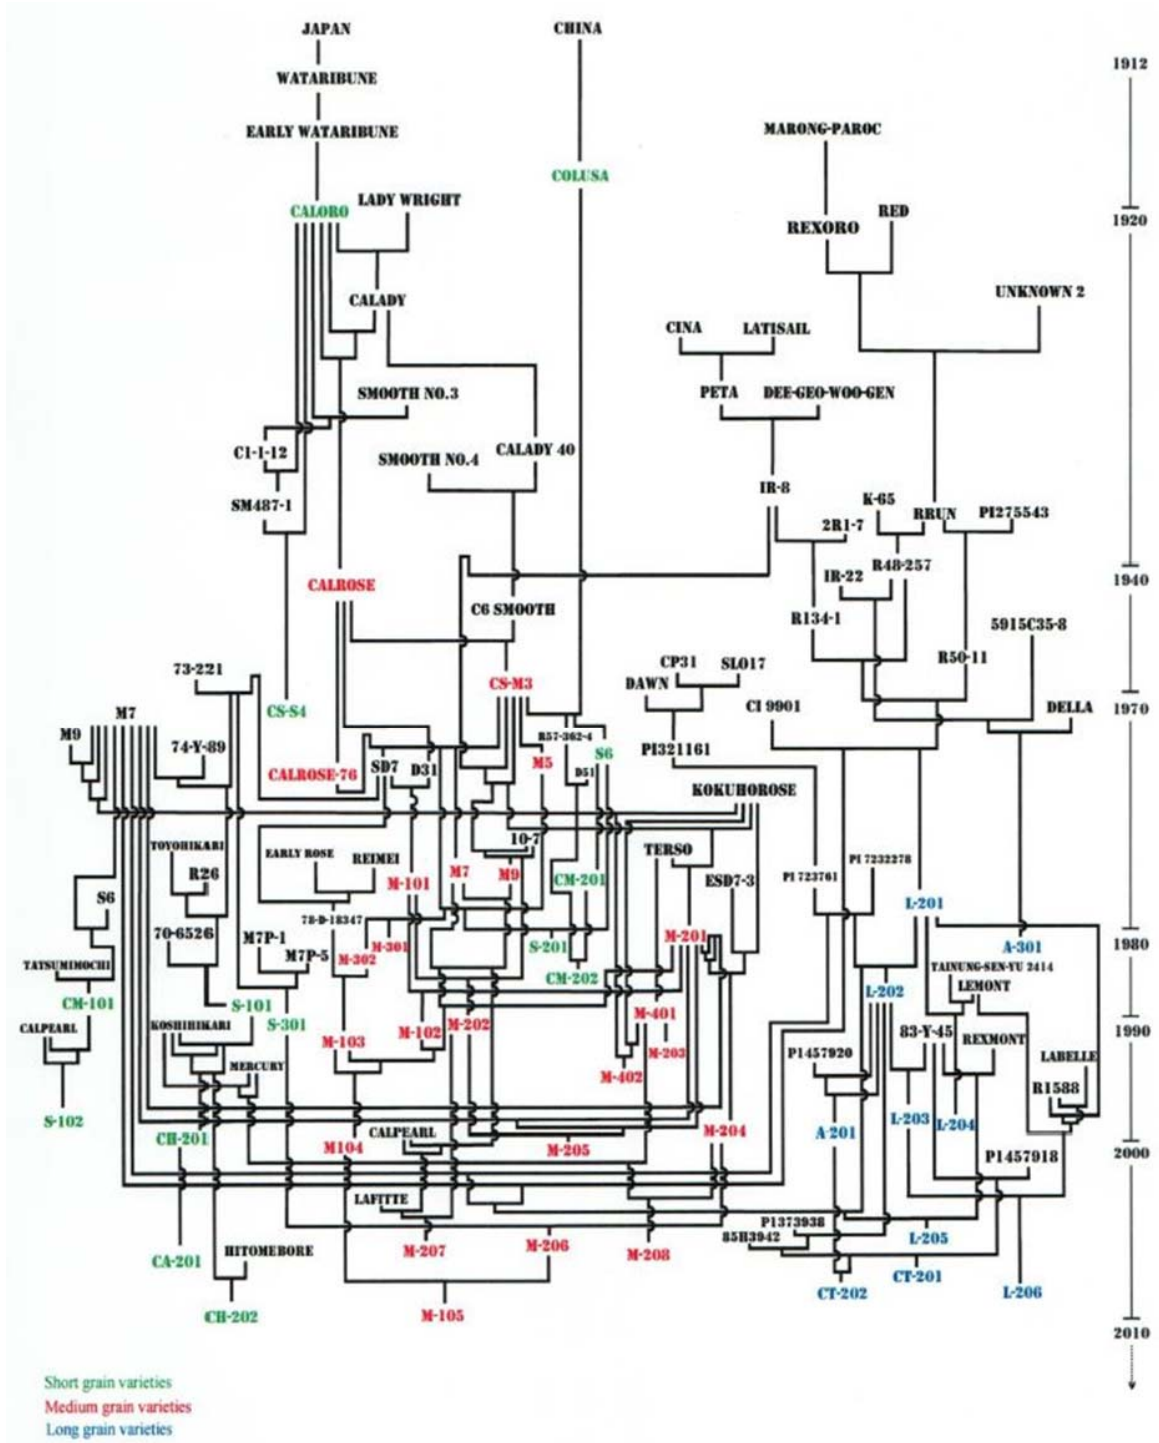 JAPAN
CHINA
1912
WATARIBUNE
EARLY WATARIBUNE
MARONG-PAROC
COLUSA
LADY WRIGHT
CALORO
RED
1920
REXORO
UNKNOWN 2
CALADY
CINA
LATISAIL
SMOOTH NO.3
PETA
DEE-GEO-WOO-GEN
C1-1-12
SMOOTH NO.4
CALADY 40
IR-8
K-65
SM487-1
RRUN
PI275543
2R1-7
R48-257
IR-22
1940
CALROSE
C6 SMOOTH
R134-1
5915C35-8
R50-11
73-221
CP31
SLO17
CS-M3
DAWN
CS-S4
CI 9901
1970
DELLA
M7
M9
74-Y-89
R57-362-4
S6
PI321161
CALROSE-76
SD7
D31
M5
D51
KOKUHOROSE
10-7
TOYOHIKARI
EARLY ROSE
REIMEI
TERSO
PI 7232278
R26
M-101
M7
M9
CM-201
ESD7-3
PI 723761
S6
L-201
78-D-18347
70-6526
M7P-1
M-301
S-201
M-201
A-301
1980
M7P-5
M-302
TATSUMIMOCHI
CM-202
TAINUNG-SEN-YU 2414
LEMONT
CM-101
S-101
L-202
M-401
CALPEARL
KOSHIHIKARI
S-301
M-102
M-202
83-Y-45
1990
REXMONT
M-103
M-203
P1457920
LABELLE
MERCURY
M-402
R1588
S-102
CH-201
CALPEARL
M-204
A-201
L-203
L-204
M104
M-205
2000
P1457918
LAFITTE
P1373938
85H3942
M-207
M-206
M-208
L-205
CA-201
HITOMEBORE
CT-201
CT-202
L-206
CH-202
M-105
2010
Short grain varieties
Medium grain varieties
Long grain varieties